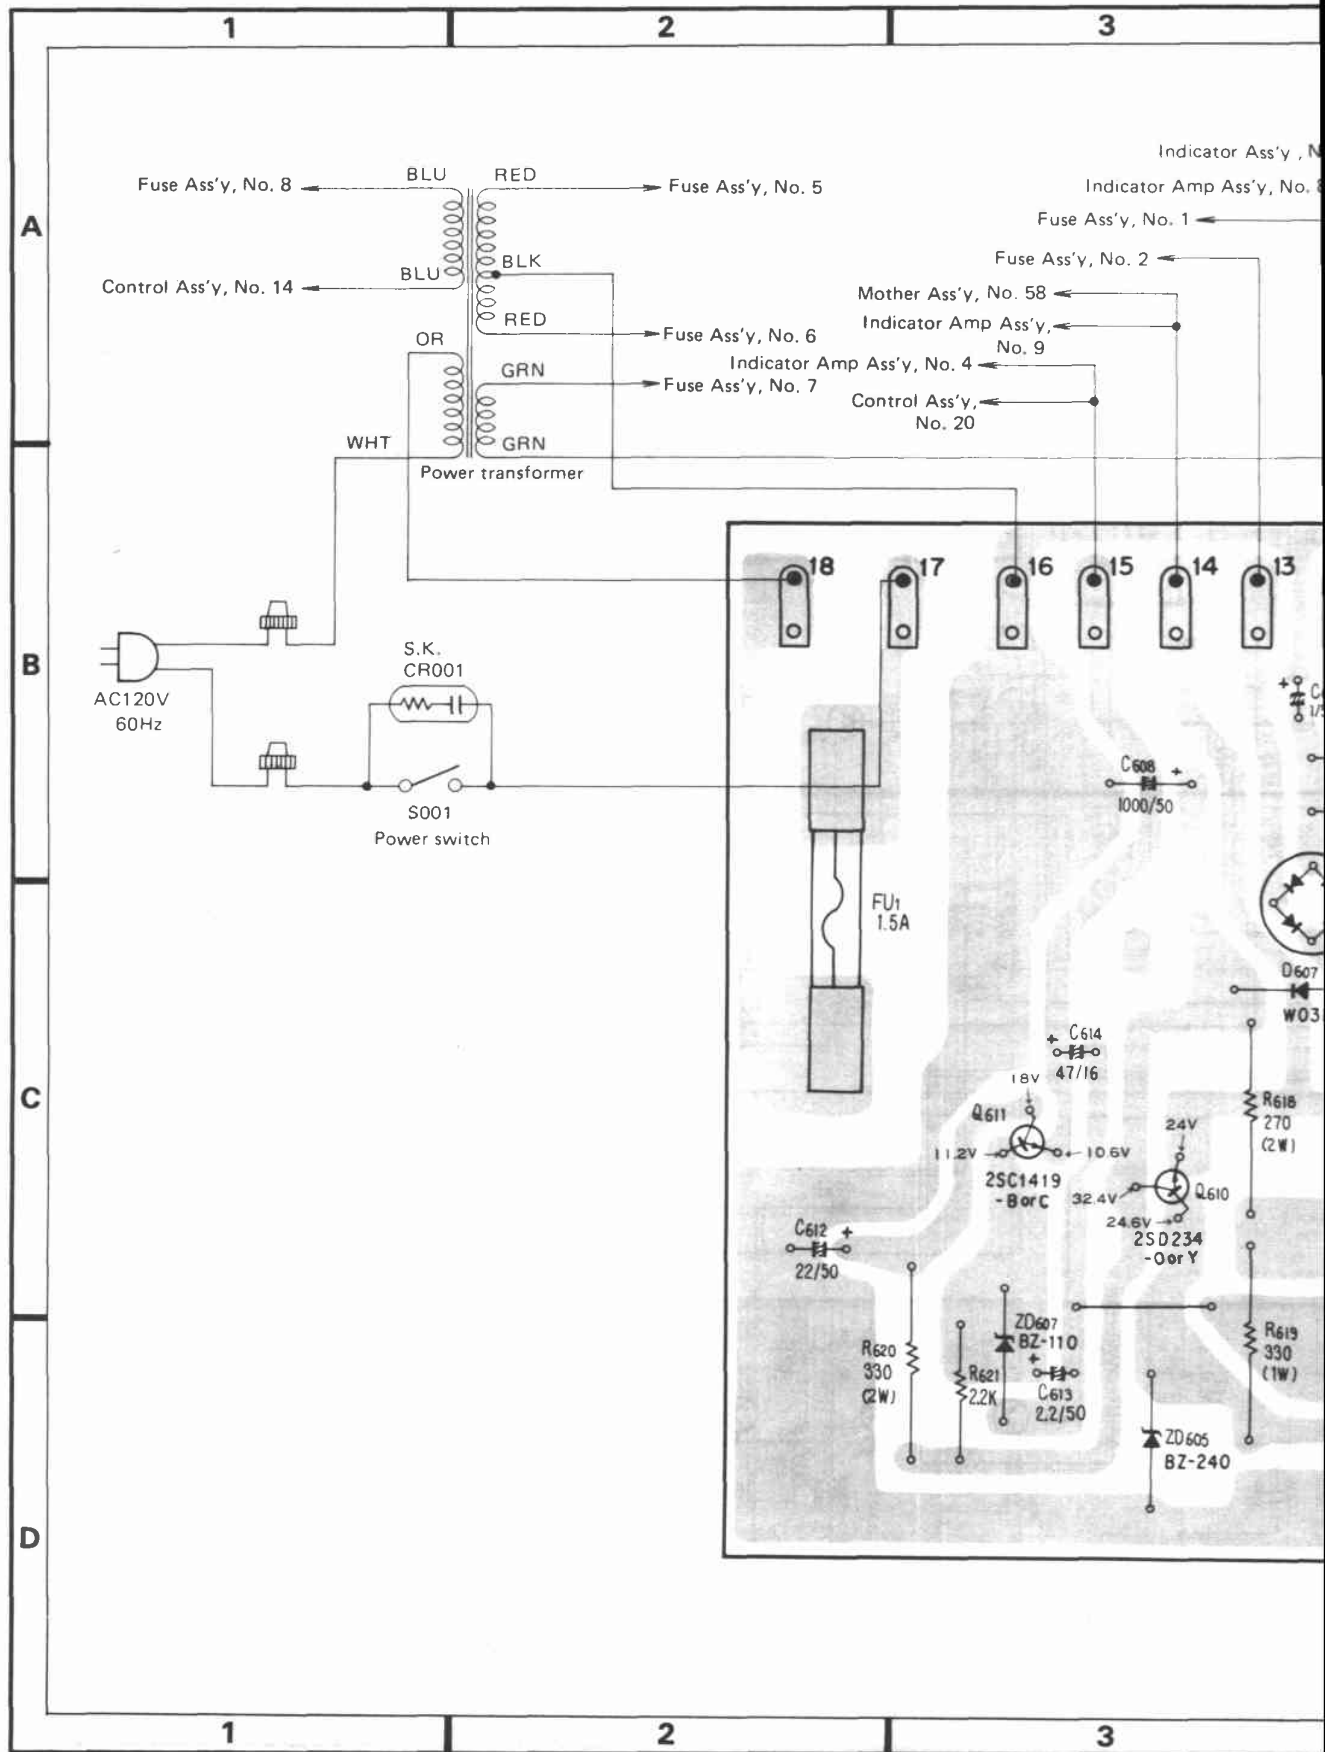 1 2 3
Indicator Ass'y ,
BLU RED
Fuse Ass'y, No. 8
Fuse Ass'y, No. 5
Indicator Amp Ass'y, No.
A
Fuse Ass'y, No. 1
BLK
Fuse Ass'y, No. 2
BLU
Control Ass'y, No. 14
Mother Ass'y, No. 58
RED
Indicator Amp Ass'y,
No. 9
OR
Fuse Ass'y, No. 6
Indicator Amp Ass'y, No. 4
GRN
Fuse Ass'y, No. 7
Control Ass'y,
No. 20
WHT
GRN
Power transformer
18 17 16 15 14 13
B
S.K.
CR001
AC120V
60Hz
+
C608 +
1000/50
S001
Power switch
FU1
1.5A
D607
W03
C
+ C614
47/16
18V
Q611
11.2V
10.6V
2SC1419
-BorC
R618
270
(2W)
24V
32.4V
Q610
24.6V
2SD234
-OorY
C612 +
22/50
ZD607
BZ-110
R620
330
(2W)
R621
2.2K
+
C613
2.2/50
R619
330
(1W)
ZD605
BZ-240
D
1 2 3